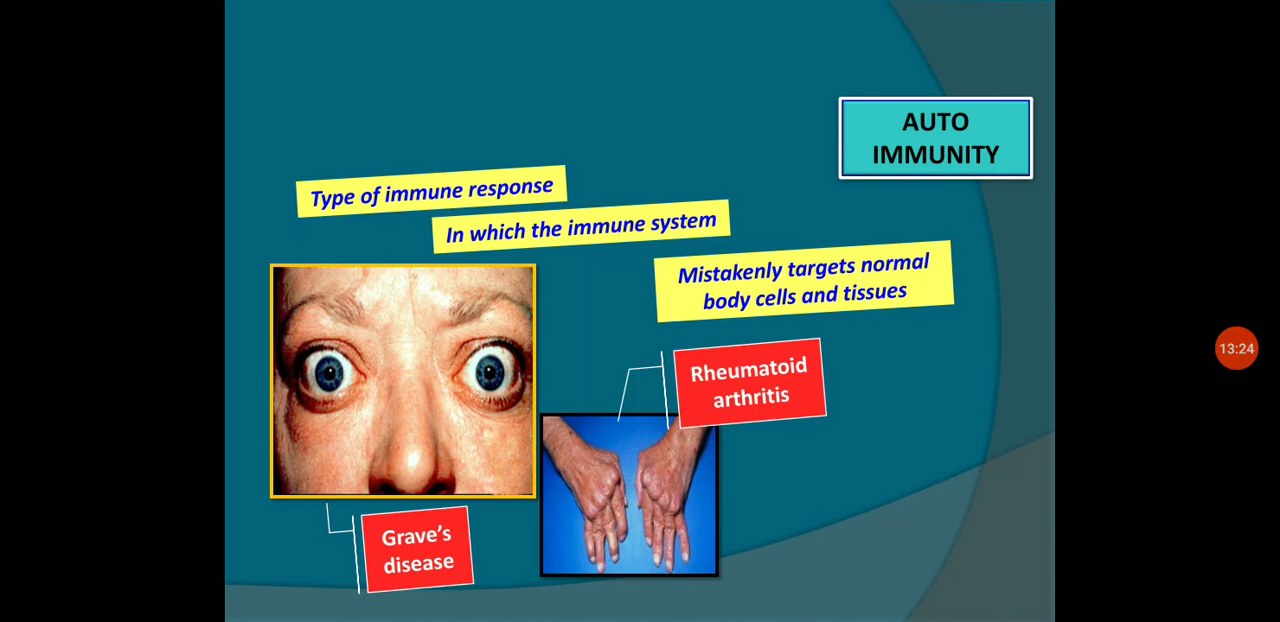 AUTO
IMMUNITY
Type of immune response
In which the immune system
Mistakenly targets normal
body cells and tissues
Rheumatoid
arthritis
Grave's
disease
13:24